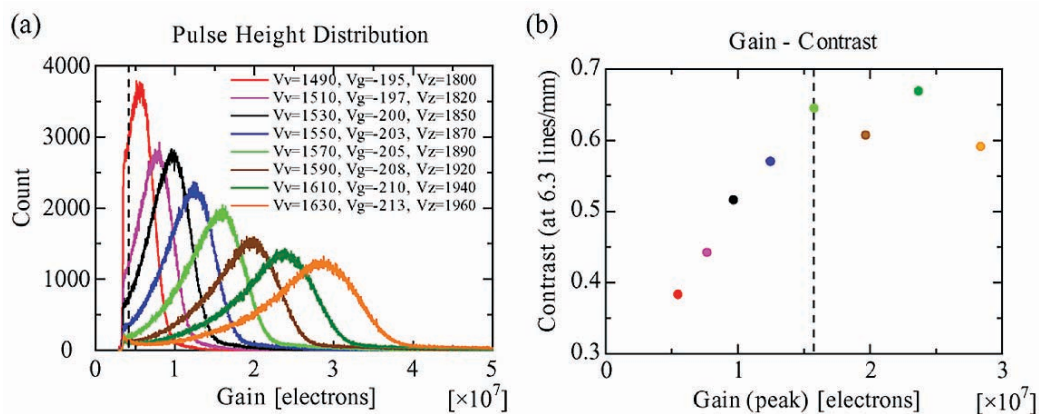 (a)
Pulse Height Distribution
4000
3000
2000
1000
0
Count
Vv=1490, Vg=-195, Vz=1800
Vv=1510, Vg=-197, Vz=1820
Vv=1530, Vg=-200, Vz=1850
Vv=1550, Vg=-203, Vz=1870
Vv=1570, Vg=-205, Vz=1890
Vv=1590, Vg=-208, Vz=1920
Vv=1610, Vg=-210, Vz=1940
Vv=1630, Vg=-213, Vz=1960
0 1 2 3 4 5
Gain [electrons] [×10⁷]
(b)
Gain - Contrast
0.7
0.6
0.5
0.4
0.3
Contrast (at 6.3 lines/mm)
0 1 2 3
Gain (peak) [electrons] [×10⁷]